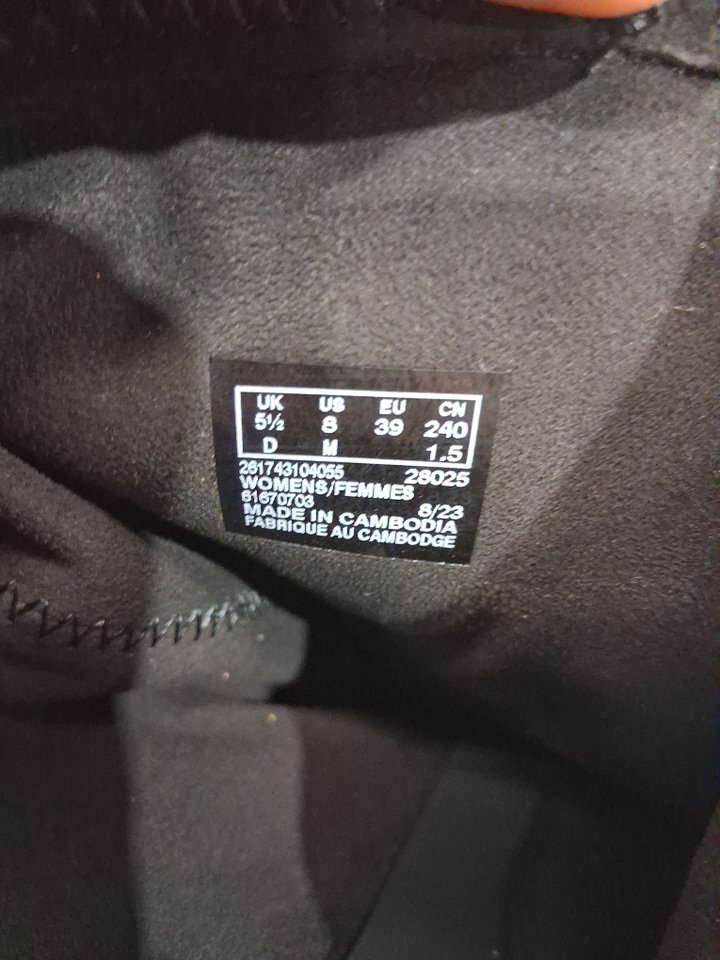 UK US EU CN
5½ 8 39 240
D M 1.5
261743104055 28025
WOMENS/FEMMES
61670703 8/23
MADE IN CAMBODIA
FABRIQUE AU CAMBODGE